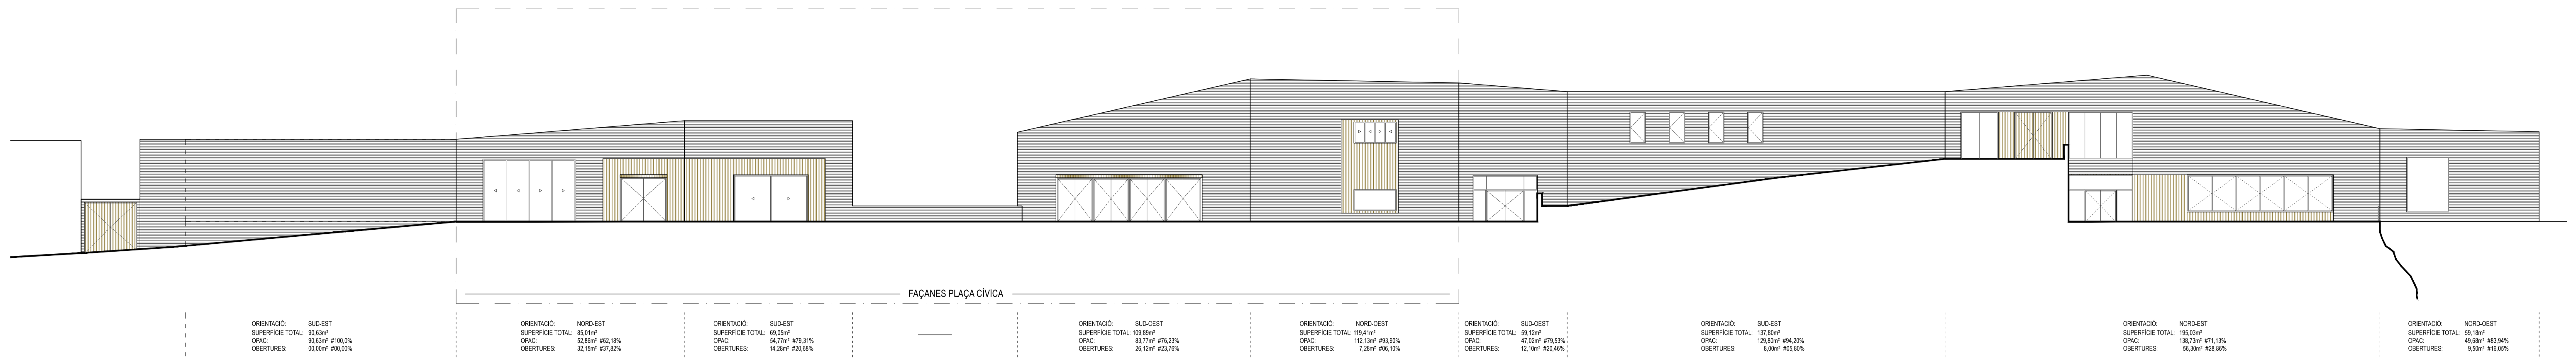 FAÇANES PLAÇA CÍVICA
ORIENTACIÓ: SUD-EST
SUPERFÍCIE TOTAL: 90,63m²
OPAC: 90,63m² #100,0%
OBERTURES: 00,00m² #00,00%
ORIENTACIÓ: NORD-EST
SUPERFÍCIE TOTAL: 85,01m²
OPAC: 52,86m² #62,18%
OBERTURES: 32,15m² #37,82%
ORIENTACIÓ: SUD-EST
SUPERFÍCIE TOTAL: 69,05m²
OPAC: 54,77m² #79,31%
OBERTURES: 14,28m² #20,68%
ORIENTACIÓ: SUD-OEST
SUPERFÍCIE TOTAL: 109,89m²
OPAC: 83,77m² #76,23%
OBERTURES: 26,12m² #23,76%
ORIENTACIÓ: NORD-OEST
SUPERFÍCIE TOTAL: 119,41m²
OPAC: 112,13m² #93,90%
OBERTURES: 7,28m² #06,10%
ORIENTACIÓ: SUD-OEST
SUPERFÍCIE TOTAL: 59,12m²
OPAC: 47,02m² #79,53%
OBERTURES: 12,10m² #20,46%
ORIENTACIÓ: SUD-EST
SUPERFÍCIE TOTAL: 137,80m²
OPAC: 129,80m² #94,20%
OBERTURES: 8,00m² #05,80%
ORIENTACIÓ: NORD-EST
SUPERFÍCIE TOTAL: 195,03m²
OPAC: 138,73m² #71,13%
OBERTURES: 56,30m² #28,86%
ORIENTACIÓ: NORD-OEST
SUPERFÍCIE TOTAL: 59,18m²
OPAC: 49,68m² #83,94%
OBERTURES: 9,50m² #16,05%